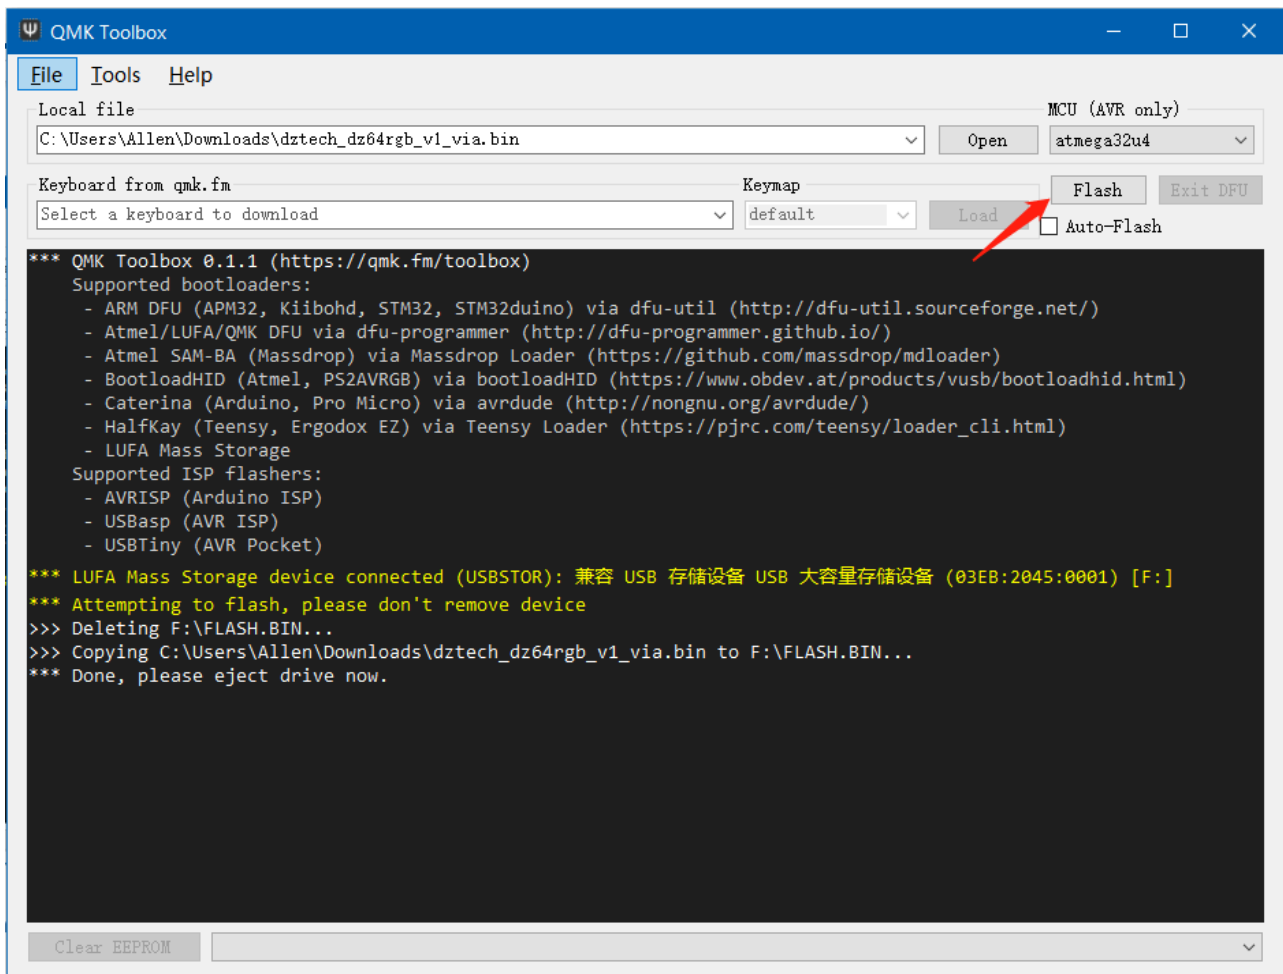 QMK Toolbox
File Tools Help
Local file
MCU (AVR only)
C:\Users\Allen\Downloads\dztech_dz64rgb_v1_via.bin
Open
atmega32u4
Keyboard from qmk.fm
Keymap
Flash
Exit DFU
Select a keyboard to download
default
Load
Auto-Flash
*** QMK Toolbox 0.1.1 (https://qmk.fm/toolbox)
Supported bootloaders:
- ARM DFU (APM32, Kiibohd, STM32, STM32duino) via dfu-util (http://dfu-util.sourceforge.net/)
- Atmel/LUFA/QMK DFU via dfu-programmer (http://dfu-programmer.github.io/)
- Atmel SAM-BA (Massdrop) via Massdrop Loader (https://github.com/massdrop/mdloader)
- BootloadHID (Atmel, PS2AVRGB) via bootloadHID (https://www.obdev.at/products/vusb/bootloadhid.html)
- Caterina (Arduino, Pro Micro) via avrdude (http://nongnu.org/avrdude/)
- HalfKay (Teensy, Ergodox EZ) via Teensy Loader (https://pjrc.com/teensy/loader_cli.html)
- LUFA Mass Storage
Supported ISP flashers:
- AVRISP (Arduino ISP)
- USBasp (AVR ISP)
- USBTiny (AVR Pocket)
*** LUFA Mass Storage device connected (USBSTOR): 兼容 USB 存储设备 USB 大容量存储设备 (03EB:2045:0001) [F:]
*** Attempting to flash, please don't remove device
>>> Deleting F:\FLASH.BIN...
>>> Copying C:\Users\Allen\Downloads\dztech_dz64rgb_v1_via.bin to F:\FLASH.BIN...
*** Done, please eject drive now.
Clear EEPROM